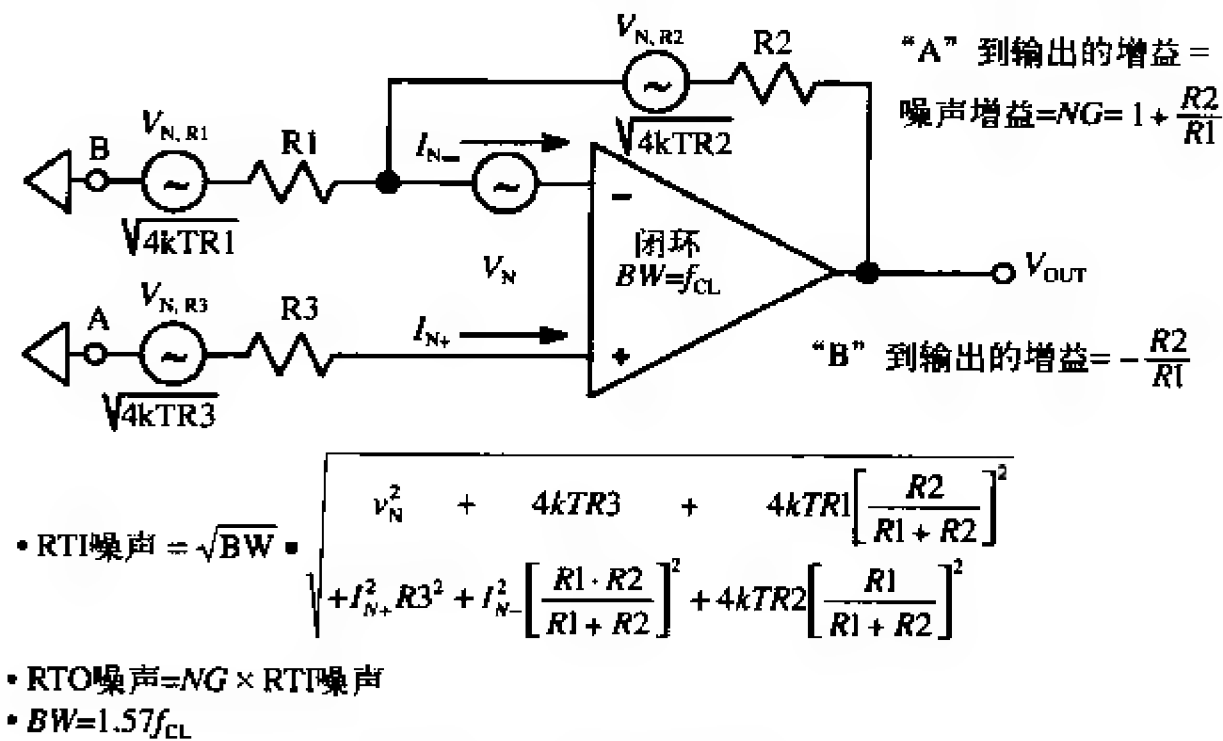 V_N, R2
R2
“A” 到输出的增益 =
噪声增益=NG= 1 + R2/R1
B
V_N, R1
R1
I_N−
√4kTR2
√4kTR1
−
闭环
BW=f_CL
V_N
V_OUT
A
V_N, R3
R3
I_N+
+
“B” 到输出的增益= − R2/R1
√4kTR3
• RTI噪声 = √BW • √ v_N² + 4kTR3 + 4kTR1[R2/(R1 + R2)]²
+I_N+² R3² + I_N−² [R1 · R2/(R1 + R2)]² + 4kTR2[R1/(R1 + R2)]²
• RTO噪声=NG × RTI噪声
• BW=1.57f_CL